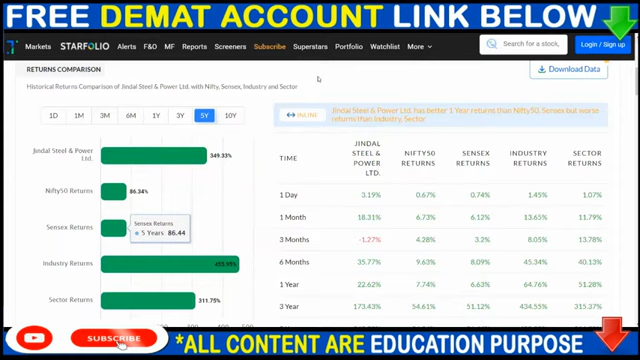 FREE DEMAT ACCOUNT LINK BELOW
Markets STARFOLIO Alerts F&O MF Reports Screeners Subscribe Superstars Portfolio Watchlist More Search for a stock, Login / Sign up
RETURNS COMPARISON
Download Data
Historical Returns Comparison of Jindal Steel & Power Ltd. with Nifty, Sensex, Industry and Sector
1D 1M 3M 6M 1Y 3Y 5Y 10Y
INLINE
Jindal Steel & Power Ltd. has better 1 Year returns than Nifty50, Sensex but worse
returns than Industry, Sector
Jindal Steel & Power
Ltd.
349.33%
Nifty50 Returns
86.34%
Sensex Returns
Sensex Returns
5 Years: 86.44
Industry Returns
455.99%
Sector Returns
311.75%
TIME
JINDAL
STEEL &
POWER
LTD.
NIFTY50
RETURNS
SENSEX
RETURNS
INDUSTRY
RETURNS
SECTOR
RETURNS
1 Day 3.19% 0.67% 0.74% 1.45% 1.07%
1 Month 18.31% 6.73% 6.12% 13.65% 11.79%
3 Months -1.27% 4.28% 3.2% 8.05% 13.78%
6 Months 35.77% 9.63% 8.09% 45.34% 40.13%
1 Year 22.62% 7.74% 6.63% 64.76% 51.28%
3 Year 173.43% 54.61% 51.12% 434.55% 315.37%
SUBSCRIBE
*ALL CONTENT ARE EDUCATION PURPOSE